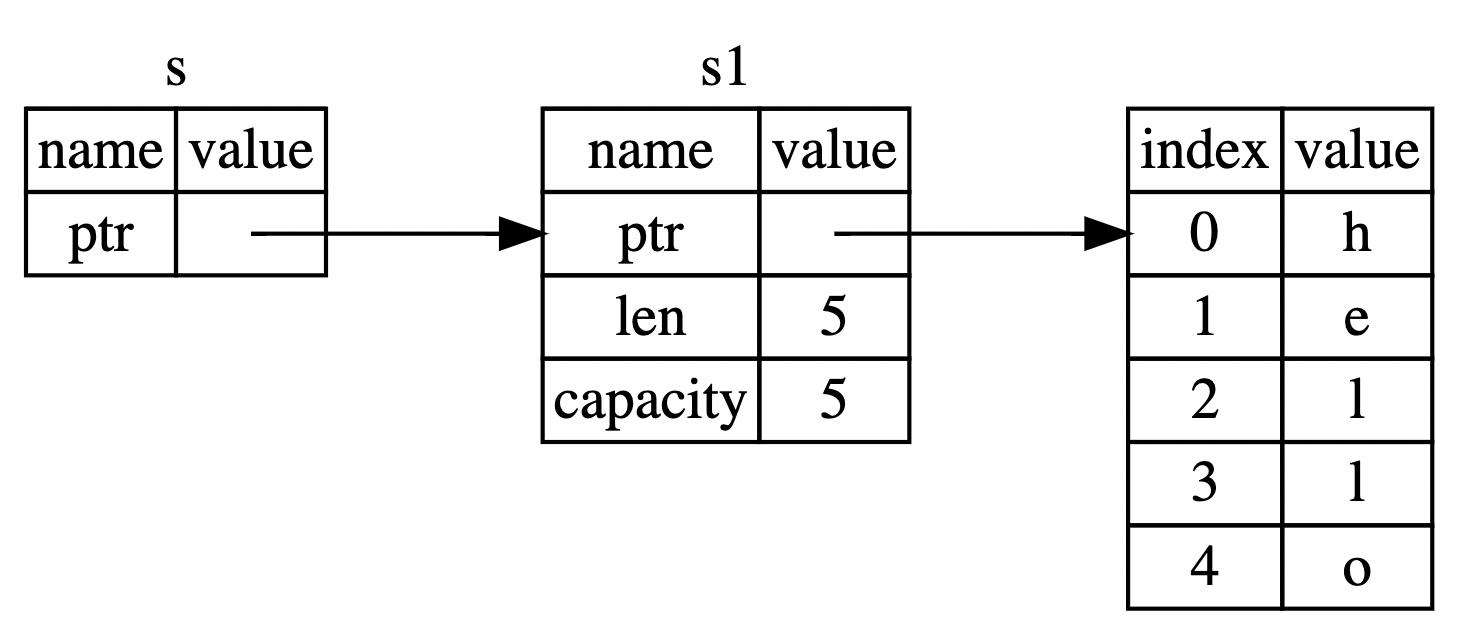 s
name value
ptr
s1
name value
ptr
len 5
capacity 5
index value
0 h
1 e
2 l
3 l
4 o